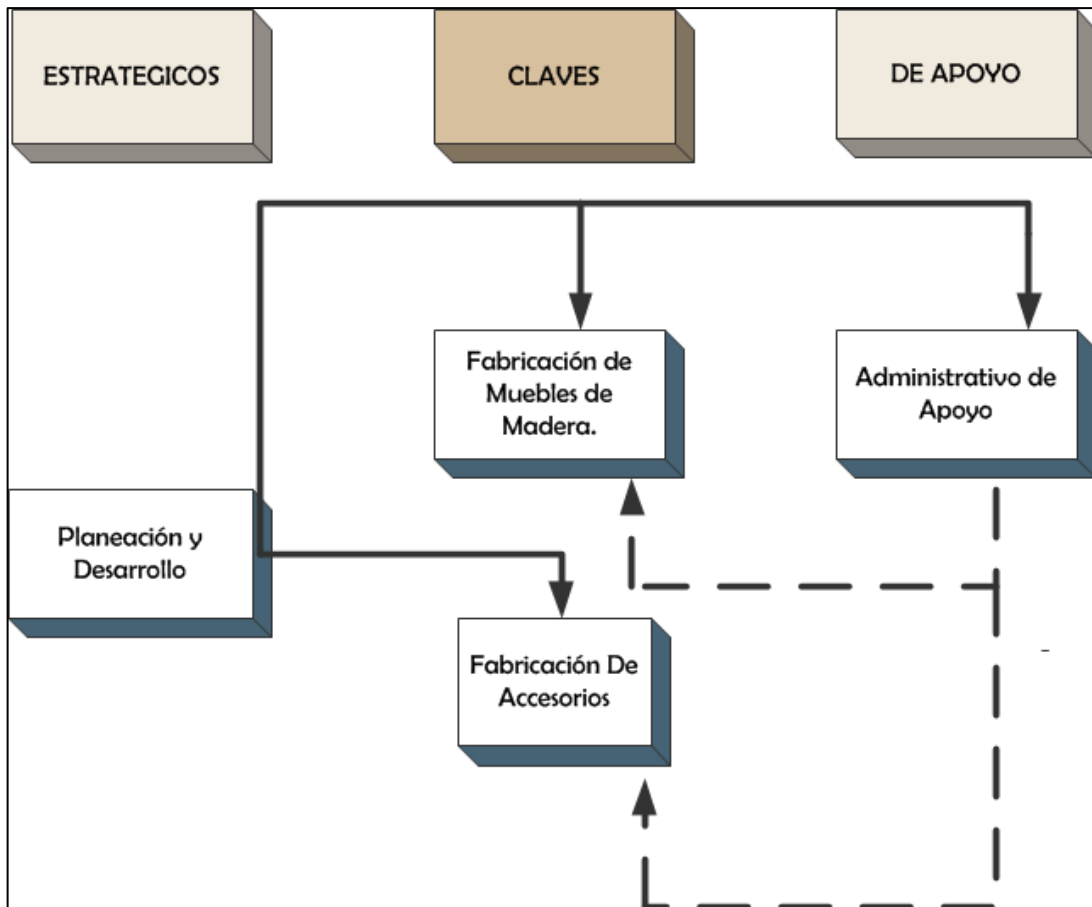 ESTRATEGICOS
CLAVES
DE APOYO
Fabricación de
Muebles de
Madera.
Administrativo de
Apoyo
Planeación y
Desarrollo
Fabricación De
Accesorios